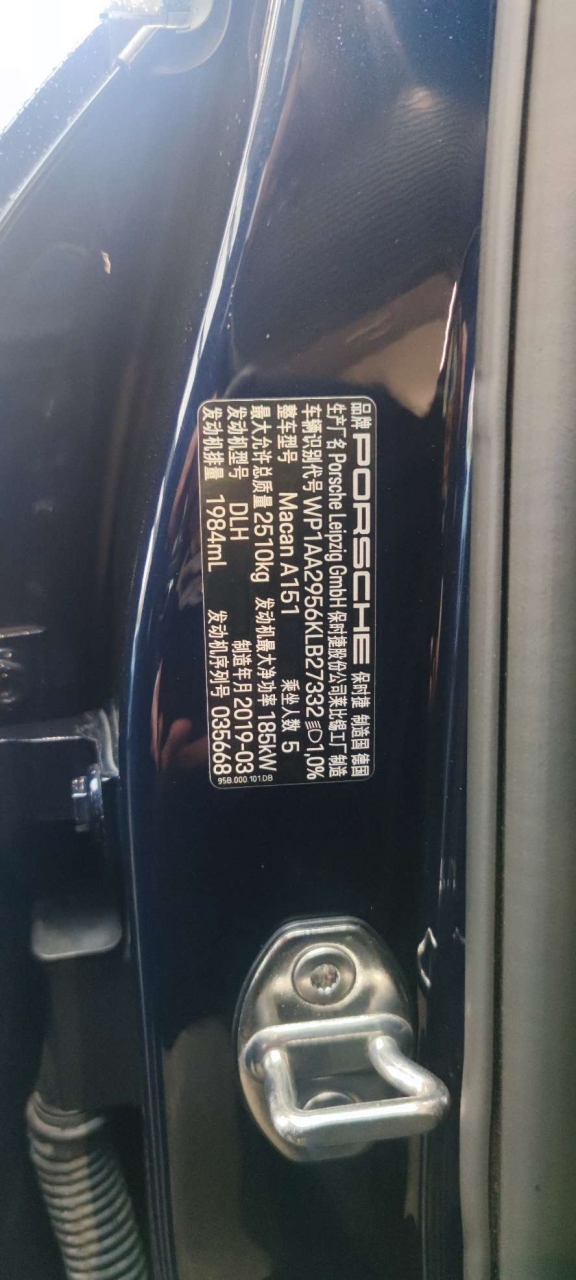 品牌 PORSCHE 保时捷 制造国 德国
生产厂名 Porsche Leipzig GmbH 保时捷股份公司莱比锡工厂制造
车辆识别代号 WP1AA2956KLB27332 1,0%
整车型号 Macan A151 乘坐人数 5
最大允许总质量 2510kg 发动机最大净功率 185kW
发动机型号 DLH 制造年月 2019-03
发动机排量 1984mL 发动机序列号 035668
95B.000.101.DB